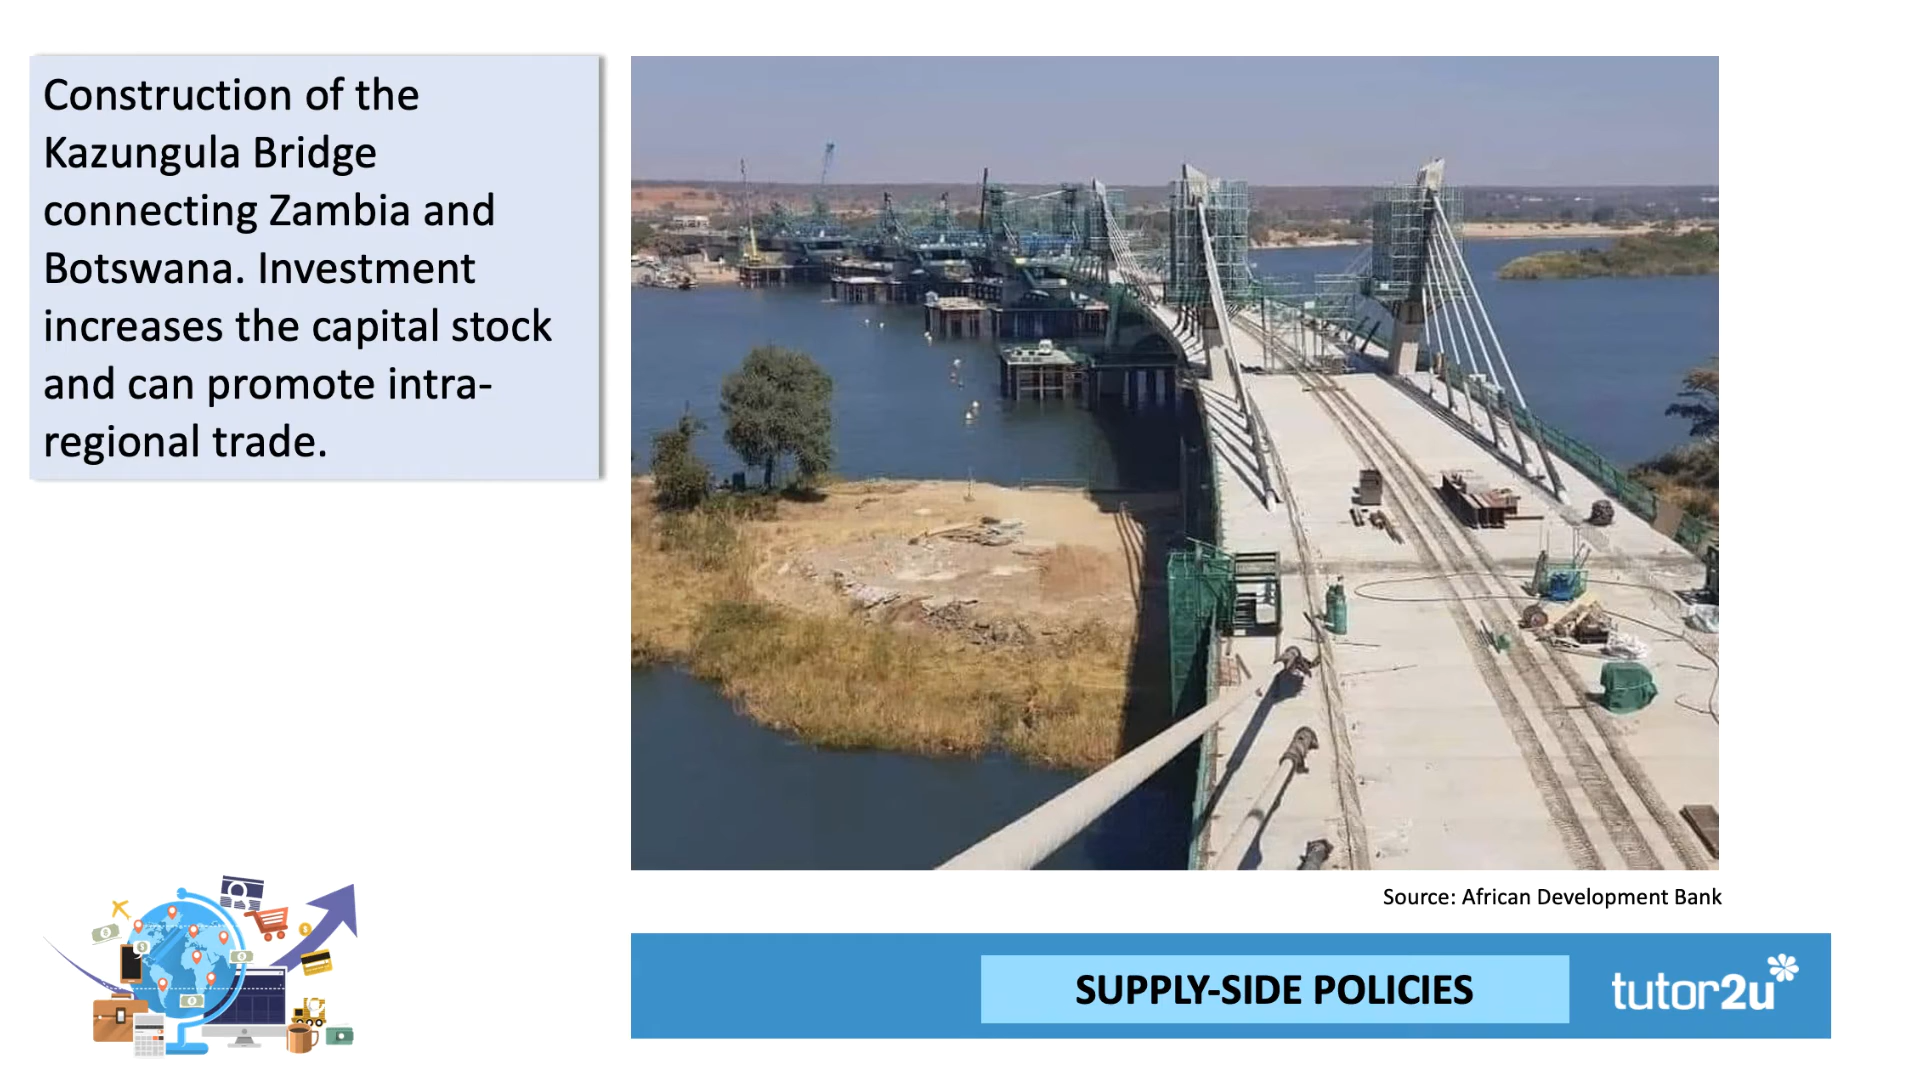 Construction of the
Kazungula Bridge
connecting Zambia and
Botswana. Investment
increases the capital stock
and can promote intra-
regional trade.
Source: African Development Bank
SUPPLY-SIDE POLICIES
tutor2u